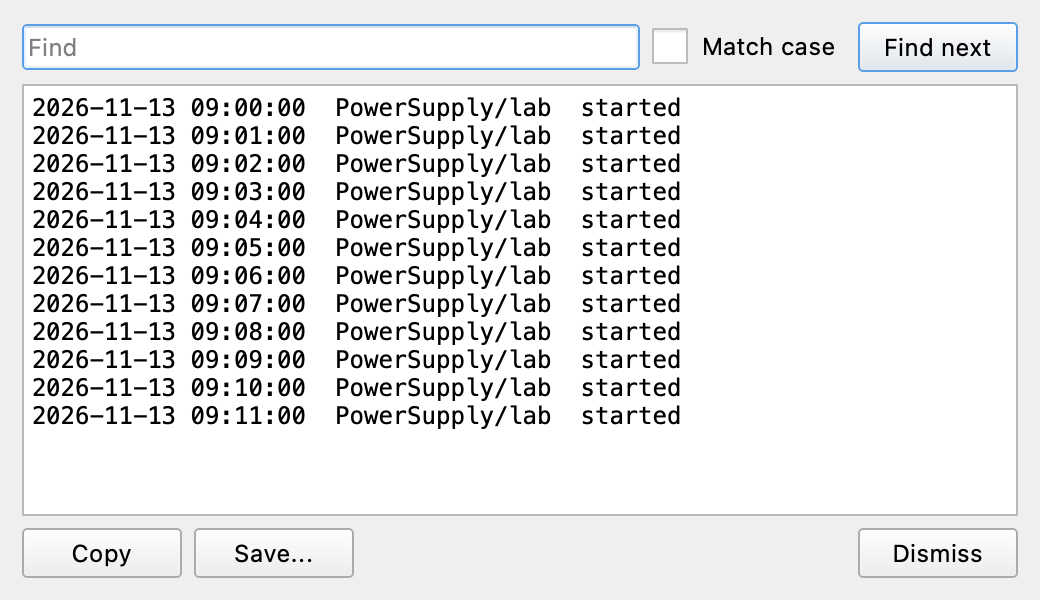 Find
Match case
Find next
2026-11-13 09:00:00  PowerSupply/lab  started
2026-11-13 09:01:00  PowerSupply/lab  started
2026-11-13 09:02:00  PowerSupply/lab  started
2026-11-13 09:03:00  PowerSupply/lab  started
2026-11-13 09:04:00  PowerSupply/lab  started
2026-11-13 09:05:00  PowerSupply/lab  started
2026-11-13 09:06:00  PowerSupply/lab  started
2026-11-13 09:07:00  PowerSupply/lab  started
2026-11-13 09:08:00  PowerSupply/lab  started
2026-11-13 09:09:00  PowerSupply/lab  started
2026-11-13 09:10:00  PowerSupply/lab  started
2026-11-13 09:11:00  PowerSupply/lab  started
Copy
Save...
Dismiss